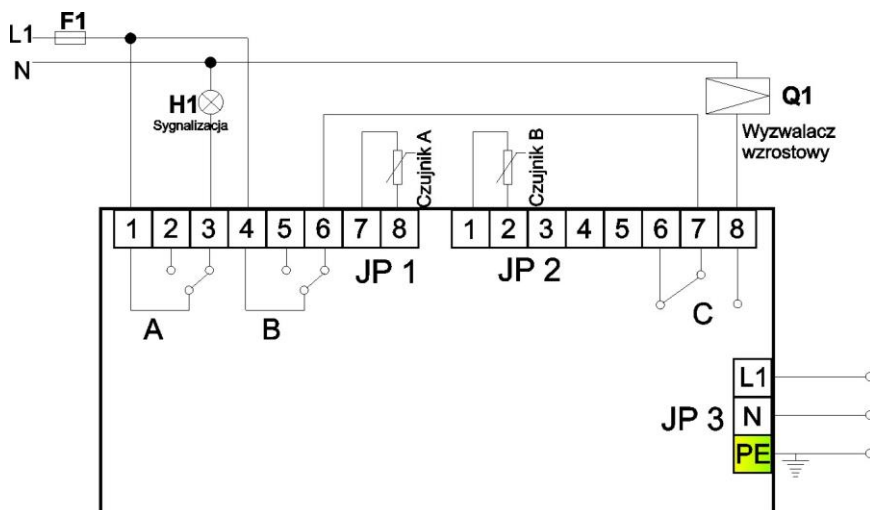 F1
L1
N
H1
Sygnalizacja
Q1
Wyzwalacz
wzrostowy
Czujnik A
Czujnik B
1 2 3 4 5 6 7 8
1 2 3 4 5 6 7 8
JP 1
JP 2
A
B
C
L1
JP 3 N
PE